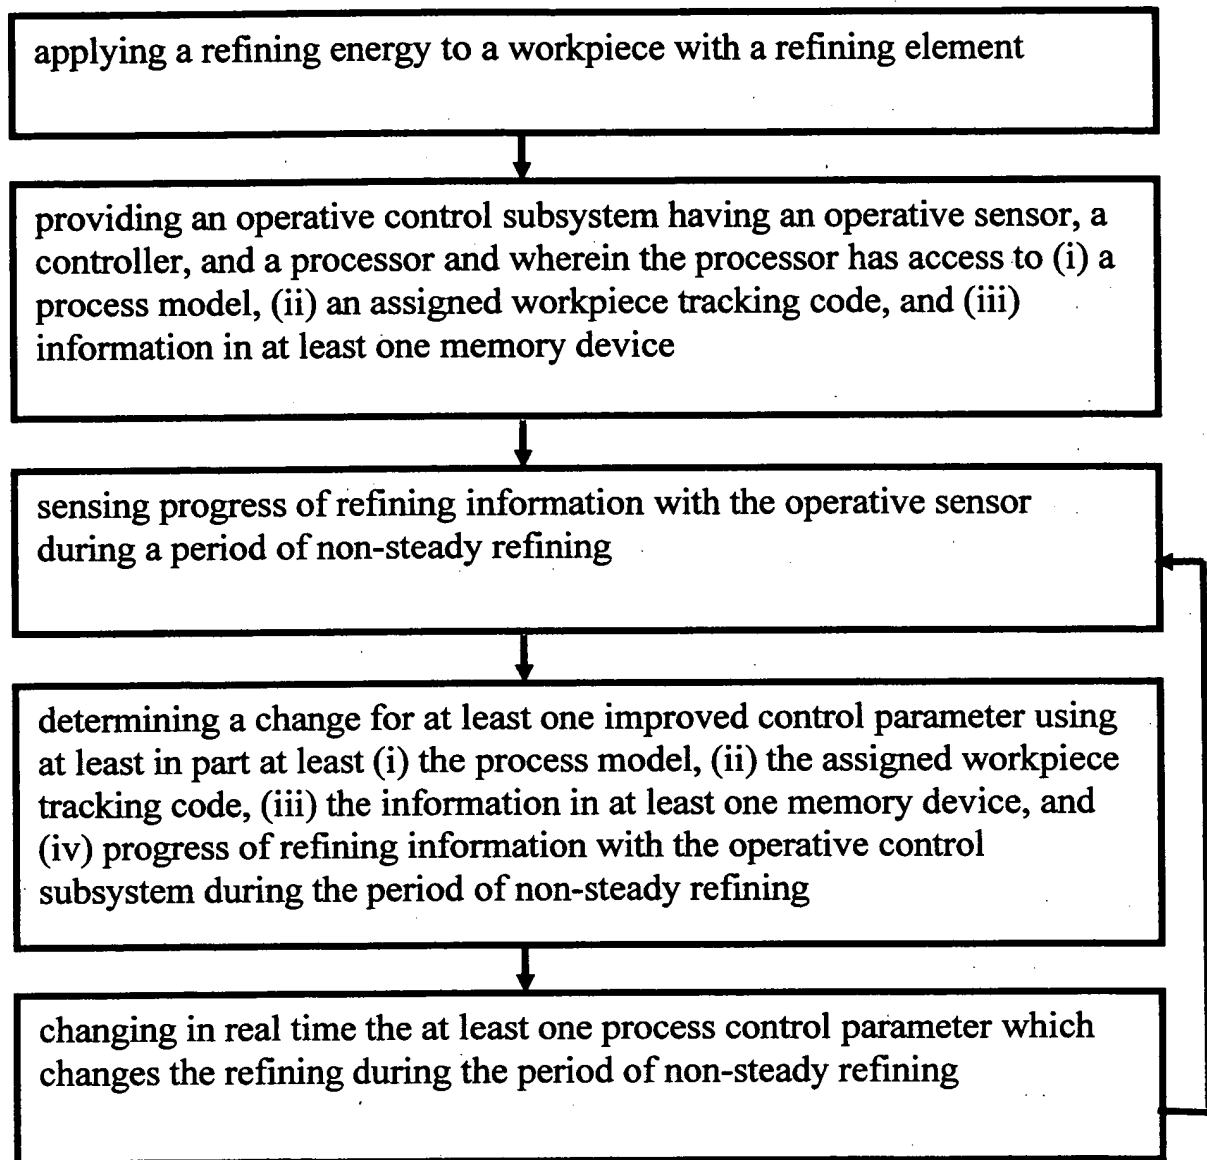 applying a refining energy to a workpiece with a refining element
providing an operative control subsystem having an operative sensor, a
controller, and a processor and wherein the processor has access to (i) a
process model, (ii) an assigned workpiece tracking code, and (iii)
information in at least one memory device
sensing progress of refining information with the operative sensor
during a period of non-steady refining
determining a change for at least one improved control parameter using
at least in part at least (i) the process model, (ii) the assigned workpiece
tracking code, (iii) the information in at least one memory device, and
(iv) progress of refining information with the operative control
subsystem during the period of non-steady refining
changing in real time the at least one process control parameter which
changes the refining during the period of non-steady refining